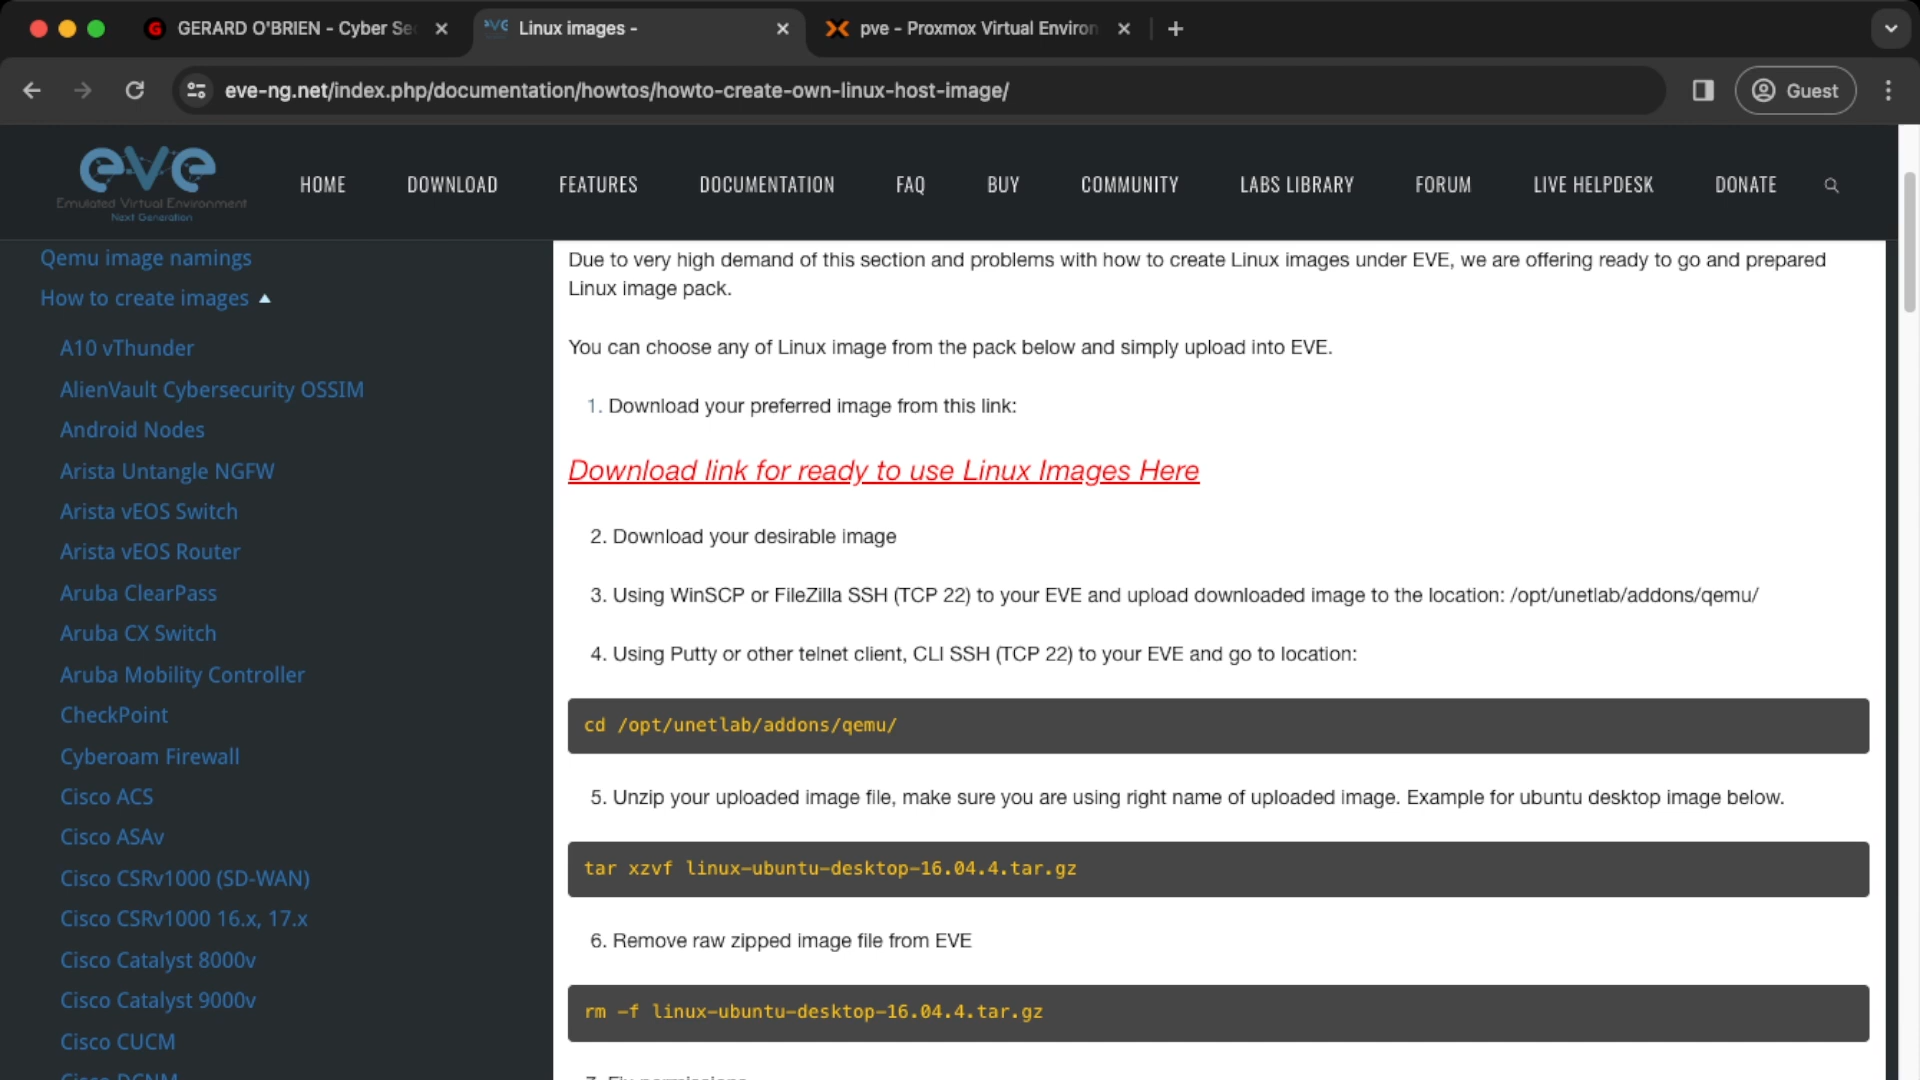 GERARD O'BRIEN - Cyber Sec
Linux images -
pve - Proxmox Virtual Environ
eve-ng.net/index.php/documentation/howtos/howto-create-own-linux-host-image/
Guest
eve
Emulated Virtual Environment
Next Generation
HOME
DOWNLOAD
FEATURES
DOCUMENTATION
FAQ
BUY
COMMUNITY
LABS LIBRARY
FORUM
LIVE HELPDESK
DONATE
Qemu image namings
How to create images
A10 vThunder
AlienVault Cybersecurity OSSIM
Android Nodes
Arista Untangle NGFW
Arista vEOS Switch
Arista vEOS Router
Aruba ClearPass
Aruba CX Switch
Aruba Mobility Controller
CheckPoint
Cyberoam Firewall
Cisco ACS
Cisco ASAv
Cisco CSRv1000 (SD-WAN)
Cisco CSRv1000 16.x, 17.x
Cisco Catalyst 8000v
Cisco Catalyst 9000v
Cisco CUCM
Cisco DCNM
Due to very high demand of this section and problems with how to create Linux images under EVE, we are offering ready to go and prepared
Linux image pack.
You can choose any of Linux image from the pack below and simply upload into EVE.
1. Download your preferred image from this link:
Download link for ready to use Linux Images Here
2. Download your desirable image
3. Using WinSCP or FileZilla SSH (TCP 22) to your EVE and upload downloaded image to the location: /opt/unetlab/addons/qemu/
4. Using Putty or other telnet client, CLI SSH (TCP 22) to your EVE and go to location:
cd /opt/unetlab/addons/qemu/
5. Unzip your uploaded image file, make sure you are using right name of uploaded image. Example for ubuntu desktop image below.
tar xzvf linux-ubuntu-desktop-16.04.4.tar.gz
6. Remove raw zipped image file from EVE
rm -f linux-ubuntu-desktop-16.04.4.tar.gz
7. Fix permissions